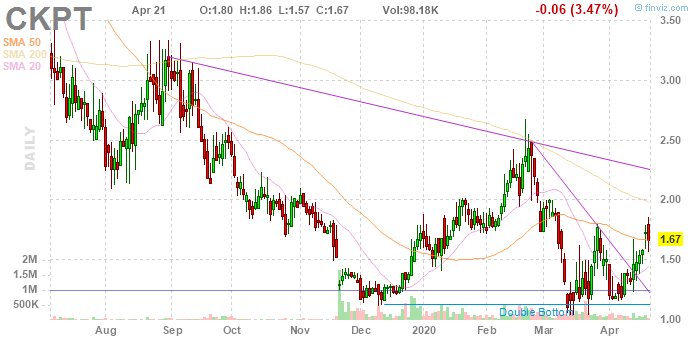 CKPT
Apr 21 O:1.80 H:1.86 L:1.57 C:1.67 Vol:98.18K -0.06 (3.47%)
© finviz.com
SMA 50
SMA 200
SMA 20
DAILY
3.50
3.00
2.50
2.00
1.67
1.50
1.00
2M
1.5M
1M
500K
Double Bottom
Aug Sep Oct Nov Dec 2020 Feb Mar Apr